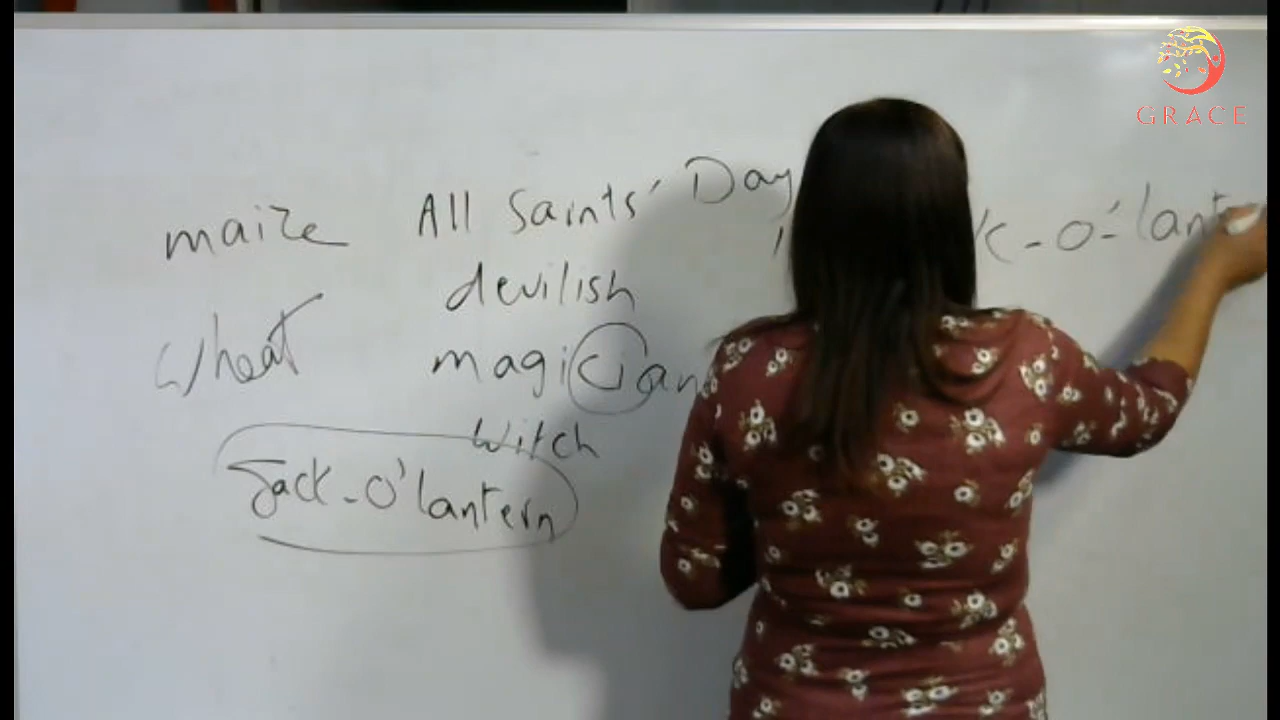 GRACE
maize
wheat
All Saints' Day
devilish
magician
witch
Jack-O'lantern
k-o'-lant